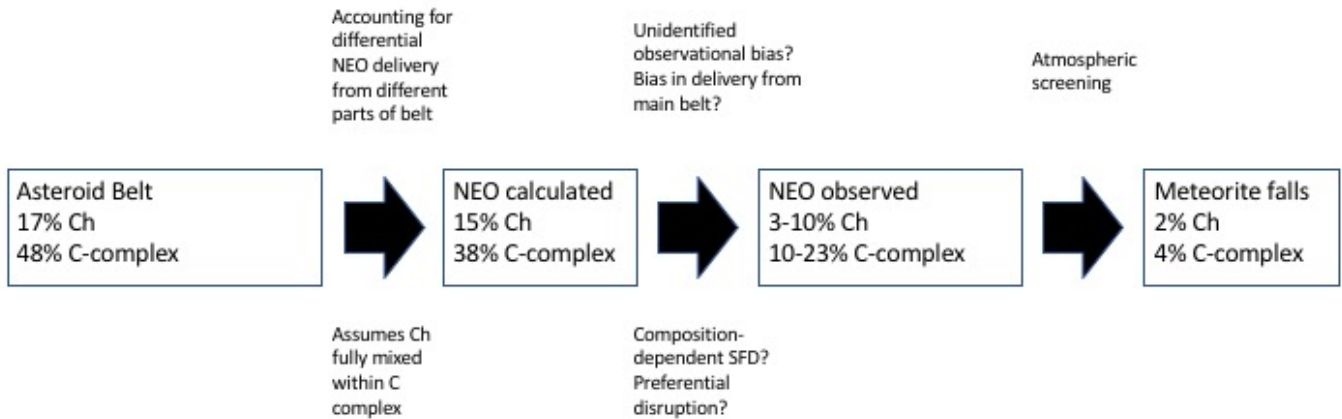 Accounting for
differential
NEO delivery
from different
parts of belt
Unidentified
observational bias?
Bias in delivery from
main belt?
Atmospheric
screening
Asteroid Belt
17% Ch
48% C-complex
NEO calculated
15% Ch
38% C-complex
NEO observed
3-10% Ch
10-23% C-complex
Meteorite falls
2% Ch
4% C-complex
Assumes Ch
fully mixed
within C
complex
Composition-
dependent SFD?
Preferential
disruption?